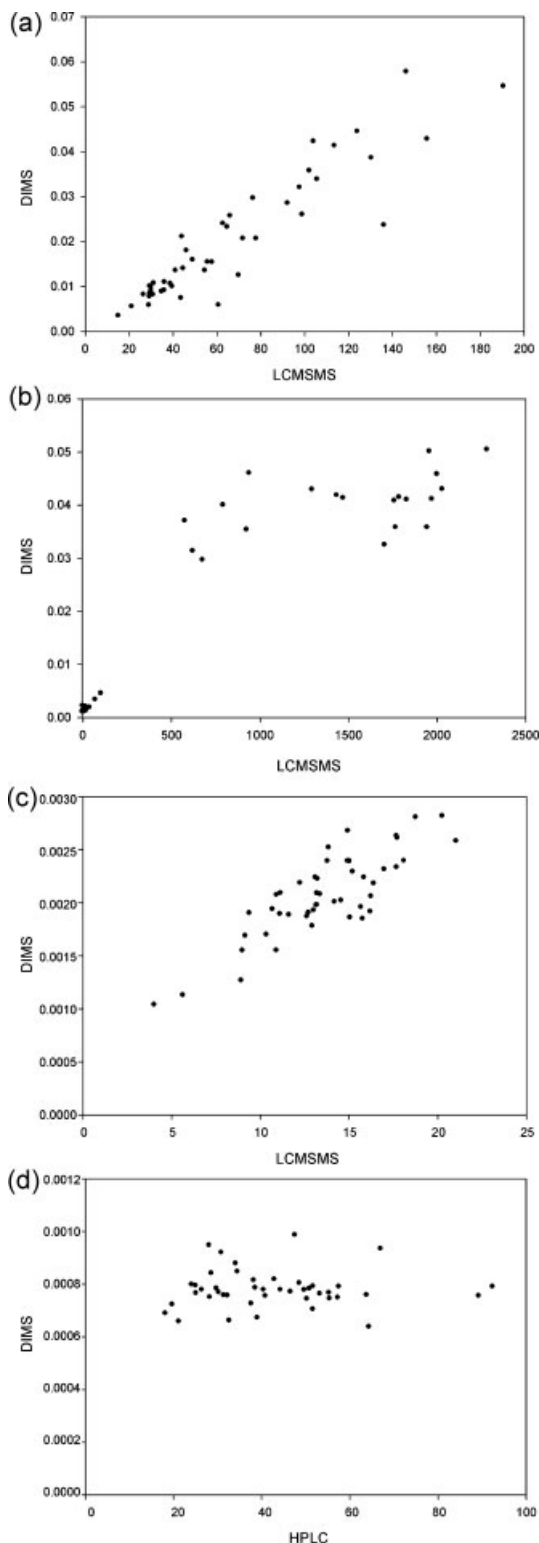 (a)
0.07
0.06
0.05
0.04
0.03
0.02
0.01
0.00
DIMS
0 20 40 60 80 100 120 140 160 180 200
LCMSMS
(b)
0.06
0.05
0.04
0.03
0.02
0.01
0.00
DIMS
0 500 1000 1500 2000 2500
LCMSMS
(c)
0.0030
0.0025
0.0020
0.0015
0.0010
0.0005
0.0000
DIMS
0 5 10 15 20 25
LCMSMS
(d)
0.0012
0.0010
0.0008
0.0006
0.0004
0.0002
0.0000
DIMS
0 20 40 60 80 100
HPLC